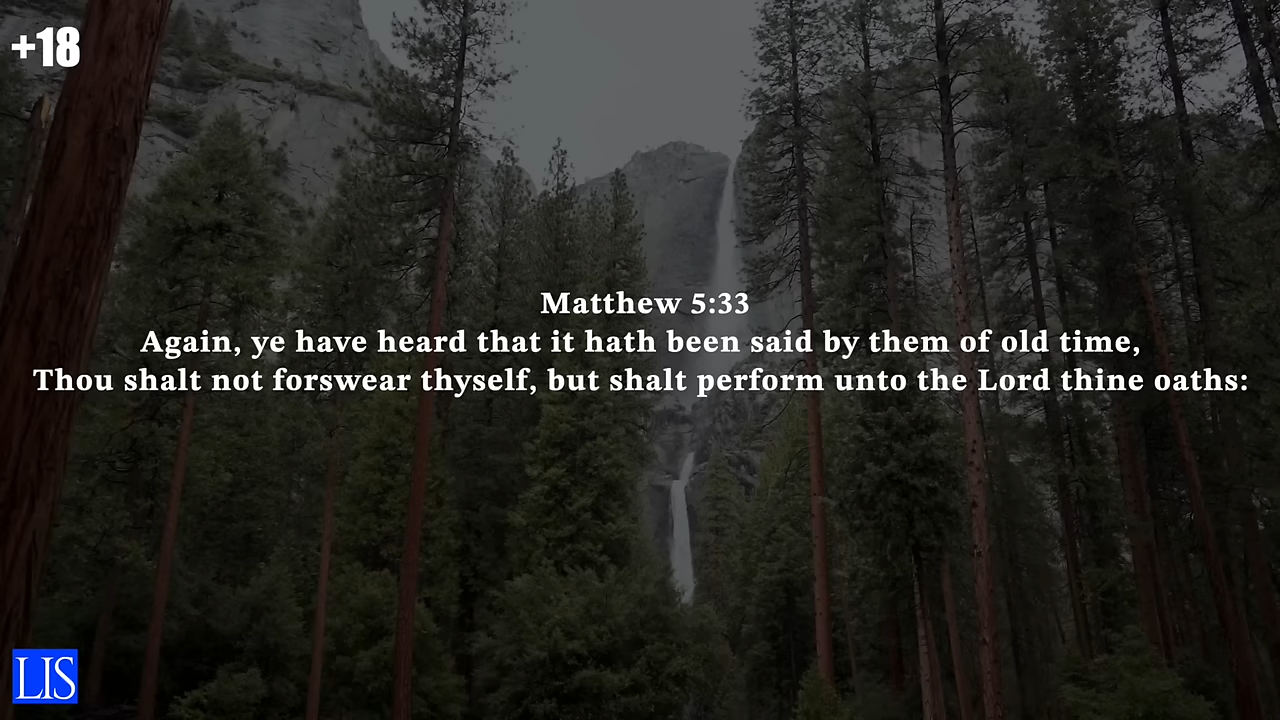 +18
Matthew 5:33
Again, ye have heard that it hath been said by them of old time,
Thou shalt not forswear thyself, but shalt perform unto the Lord thine oaths:
LIS